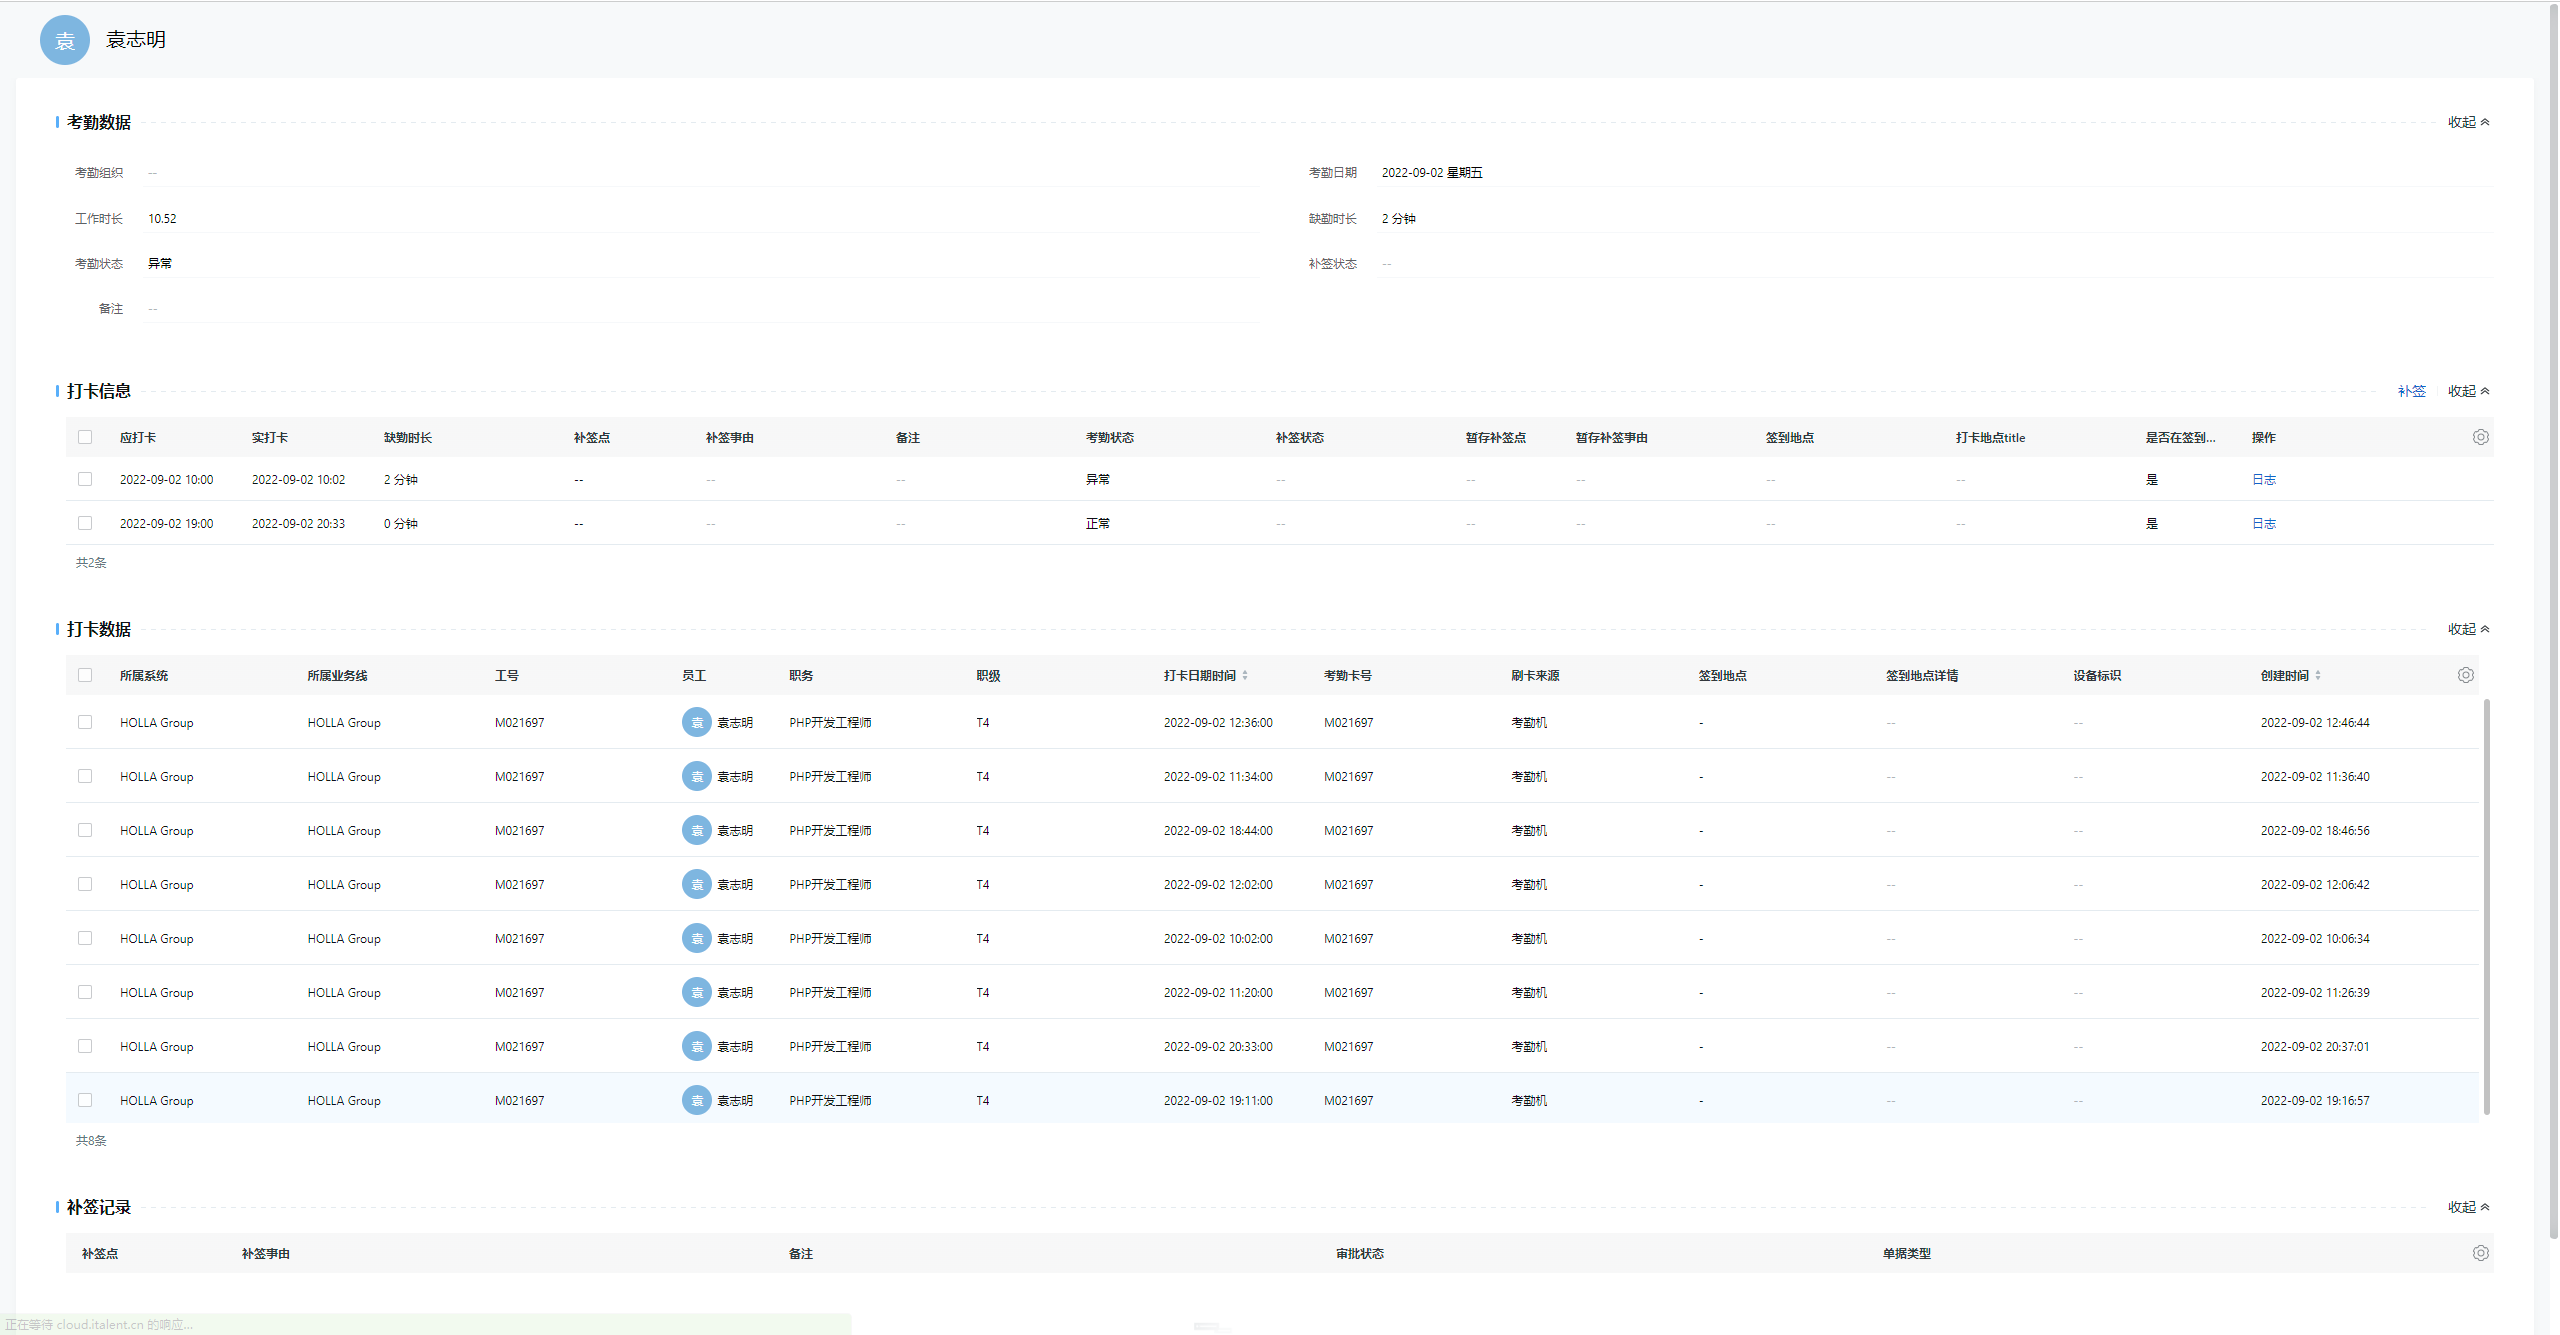 袁 袁志明
考勤数据 收起
考勤组织 -- 考勤日期 2022-09-02 星期五
工作时长 10.52 缺勤时长 2 分钟
考勤状态 异常 补签状态 --
备注 --
打卡信息 补签 收起
应打卡 实打卡 缺勤时长 补签点 补签事由 备注 考勤状态 补签状态 暂存补签点 暂存补签事由 签到地点 打卡地点title 是否在签到... 操作
2022-09-02 10:00 2022-09-02 10:02 2 分钟 -- -- -- 异常 -- -- -- -- -- 是 日志
2022-09-02 19:00 2022-09-02 20:33 0 分钟 -- -- -- 正常 -- -- -- -- -- 是 日志
共2条
打卡数据 收起
所属系统 所属业务线 工号 员工 职务 职级 打卡日期时间 考勤卡号 刷卡来源 签到地点 签到地点详情 设备标识 创建时间
HOLLA Group HOLLA Group M021697 袁 袁志明 PHP开发工程师 T4 2022-09-02 12:36:00 M021697 考勤机 - -- -- 2022-09-02 12:46:44
HOLLA Group HOLLA Group M021697 袁 袁志明 PHP开发工程师 T4 2022-09-02 11:34:00 M021697 考勤机 - -- -- 2022-09-02 11:36:40
HOLLA Group HOLLA Group M021697 袁 袁志明 PHP开发工程师 T4 2022-09-02 18:44:00 M021697 考勤机 - -- -- 2022-09-02 18:46:56
HOLLA Group HOLLA Group M021697 袁 袁志明 PHP开发工程师 T4 2022-09-02 12:02:00 M021697 考勤机 - -- -- 2022-09-02 12:06:42
HOLLA Group HOLLA Group M021697 袁 袁志明 PHP开发工程师 T4 2022-09-02 10:02:00 M021697 考勤机 - -- -- 2022-09-02 10:06:34
HOLLA Group HOLLA Group M021697 袁 袁志明 PHP开发工程师 T4 2022-09-02 11:20:00 M021697 考勤机 - -- -- 2022-09-02 11:26:39
HOLLA Group HOLLA Group M021697 袁 袁志明 PHP开发工程师 T4 2022-09-02 20:33:00 M021697 考勤机 - -- -- 2022-09-02 20:37:01
HOLLA Group HOLLA Group M021697 袁 袁志明 PHP开发工程师 T4 2022-09-02 19:11:00 M021697 考勤机 - -- -- 2022-09-02 19:16:57
共8条
补签记录 收起
补签点 补签事由 备注 审批状态 单据类型
正在等待 cloud.italent.cn 的响应...